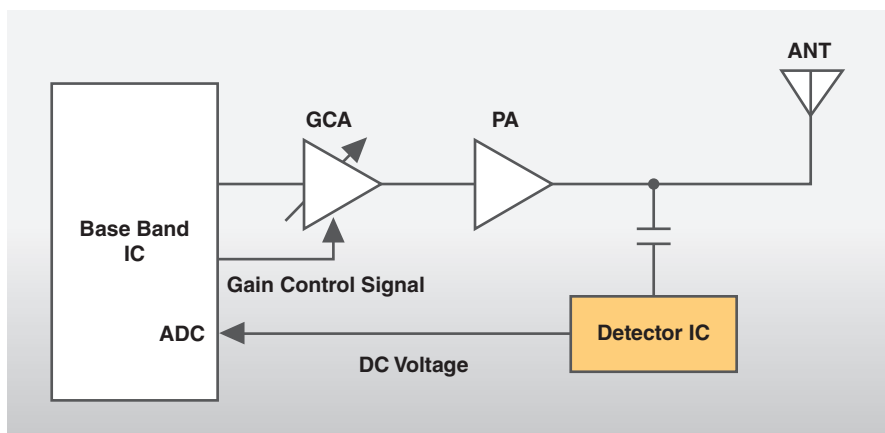 ANT
GCA
PA
Base Band
IC
Gain Control Signal
ADC
Detector IC
DC Voltage